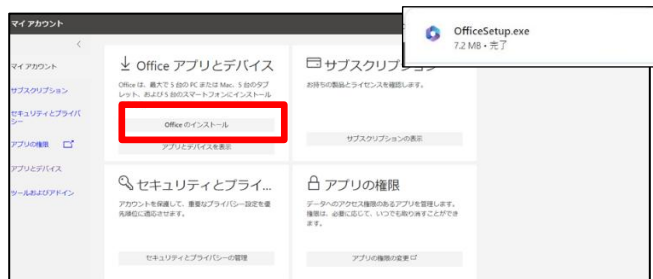 マイ アカウント
OfficeSetup.exe
7.2 MB • 完了
マイ アカウント
サブスクリプション
セキュリティとプライバ
シー
アプリの権限
アプリとデバイス
ツールおよびアドイン
Office アプリとデバイス
Office は、最大で 5 台の PC または Mac、5 台のタブ
レット、および 5 台のスマートフォンにインストール
Office のインストール
アプリとデバイスを表示
サブスクリプション
お持ちの製品とライセンスを確認します。
サブスクリプションの表示
セキュリティとプライ...
アカウントを保護して、重要なプライバシー設定を優
先順位に適応させます。
セキュリティとプライバシーの管理
アプリの権限
データへのアクセス権限のあるアプリを管理します。
権限は、必要に応じて、いつでも取り消すことができ
ます。
アプリの権限の変更